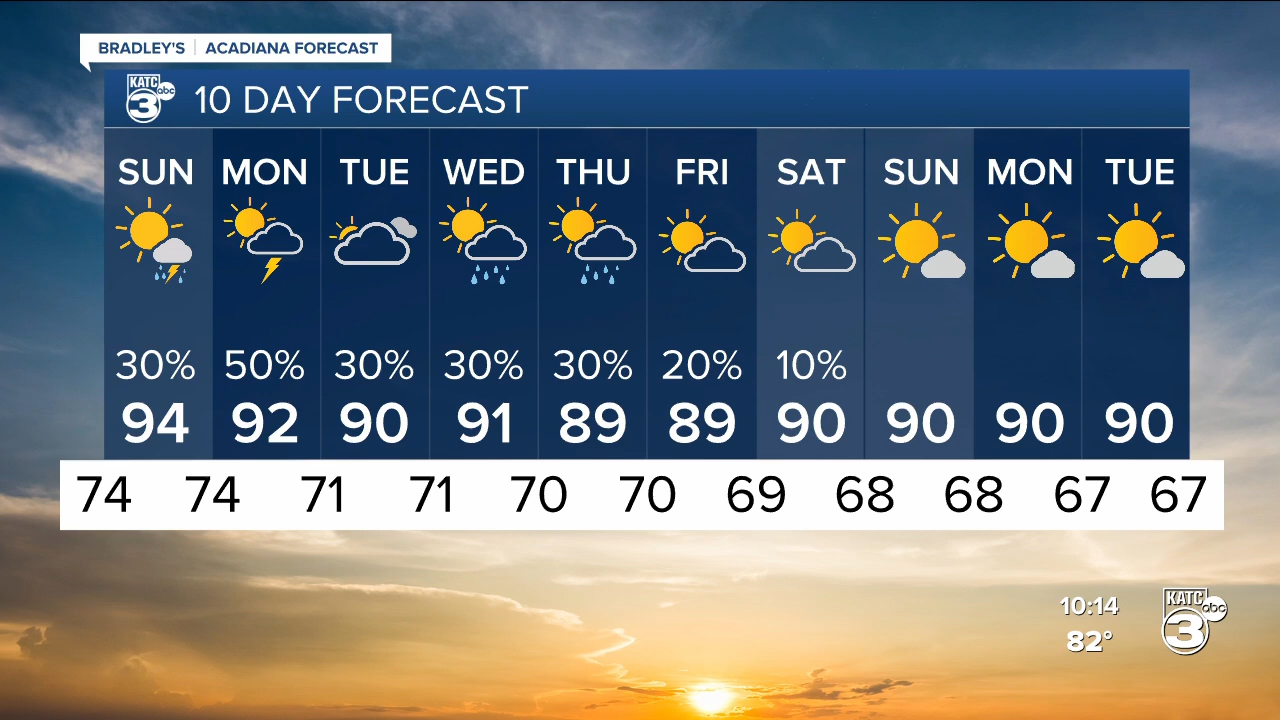 BRADLEY'S | ACADIANA FORECAST
KATC 3 abc 10 DAY FORECAST
SUN MON TUE WED THU FRI SAT SUN MON TUE
30% 50% 30% 30% 30% 20% 10%
94 92 90 91 89 89 90 90 90 90
74 74 71 71 70 70 69 68 68 67 67
10:14
82°
KATC 3 abc